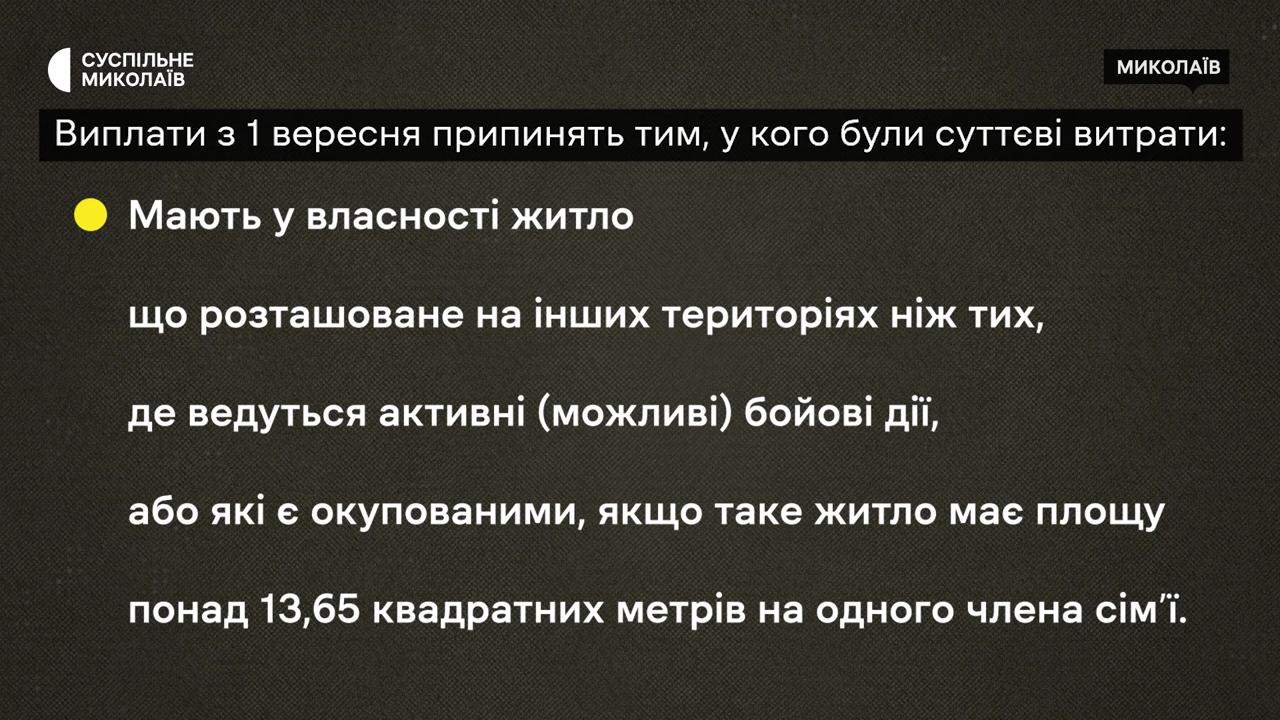 СУСПІЛЬНЕ
МИКОЛАЇВ
МИКОЛАЇВ
Виплати з 1 вересня припинять тим, у кого були суттєві витрати:
Мають у власності житло
що розташоване на інших територіях ніж тих,
де ведуться активні (можливі) бойові дії,
або які є окупованими, якщо таке житло має площу
понад 13,65 квадратних метрів на одного члена сім’ї.